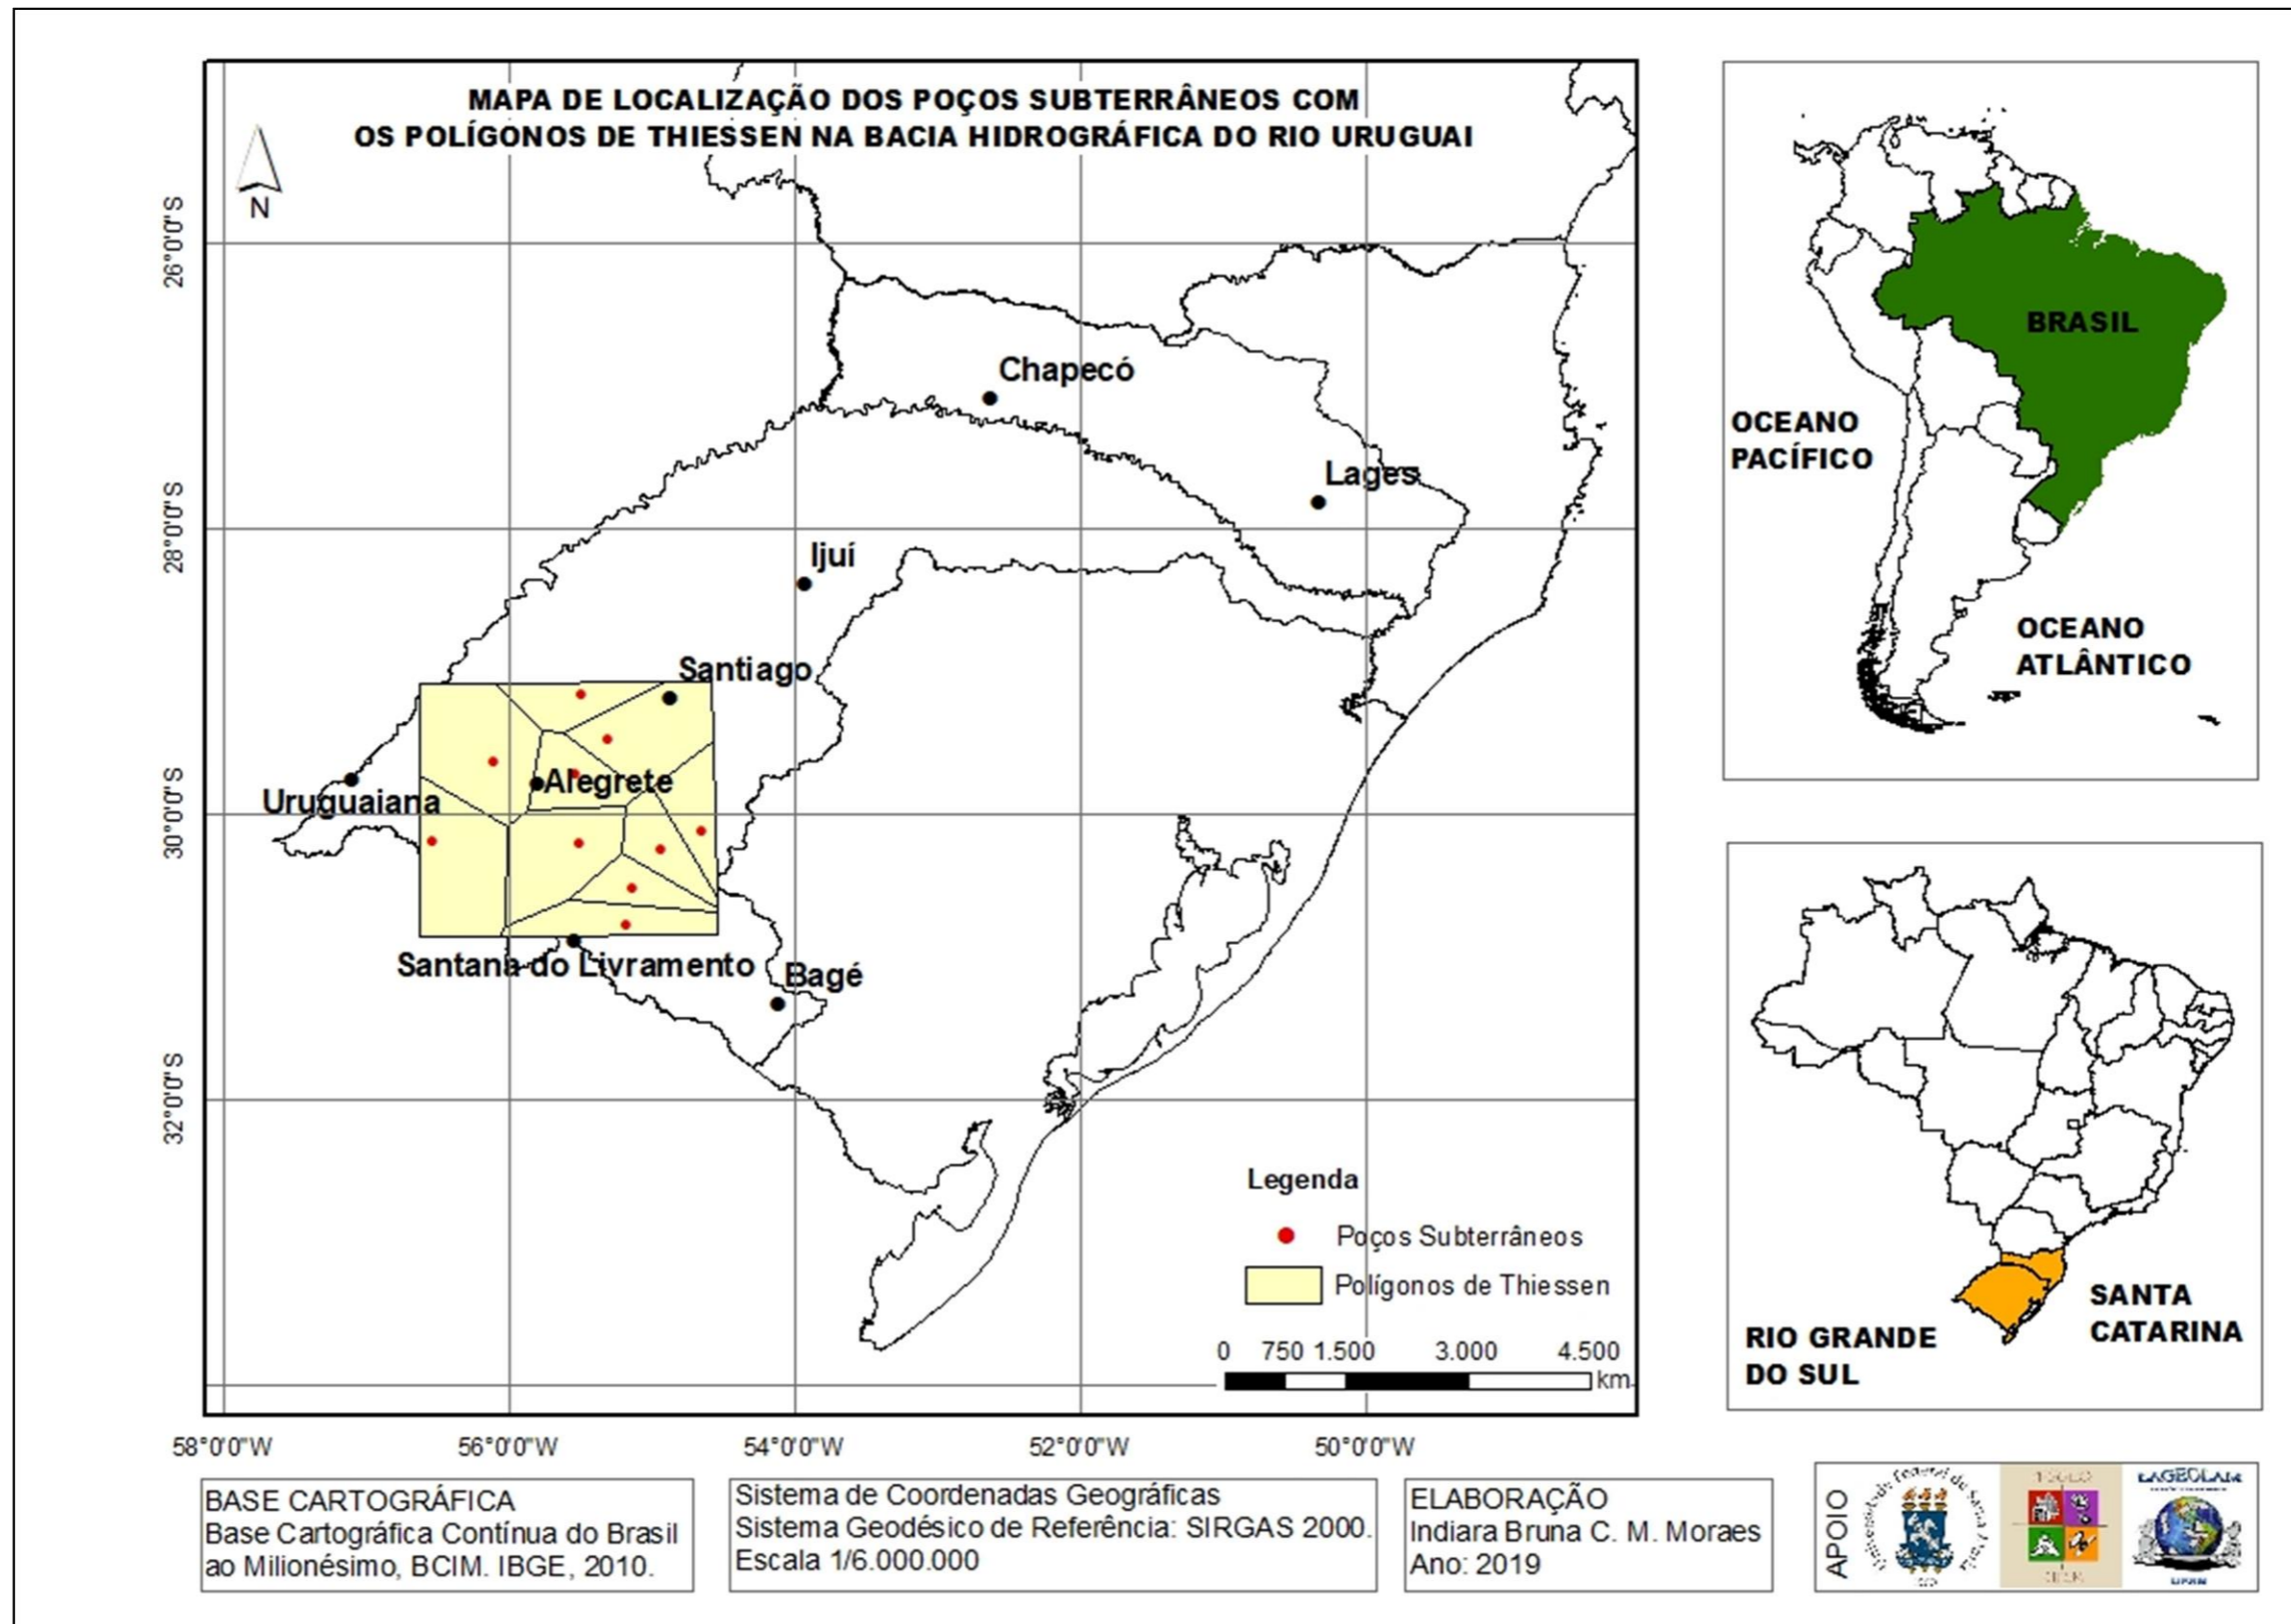 MAPA DE LOCALIZAÇÃO DOS POÇOS SUBTERRÂNEOS COM
OS POLÍGONOS DE THIESSEN NA BACIA HIDROGRÁFICA DO RIO URUGUAI
N
26°0'0"S
28°0'0"S
30°0'0"S
32°0'0"S
Chapecó
Lages
Ijuí
Santiago
Alegrete
Uruguaiana
Santana do Livramento
Bagé
Legenda
Poços Subterrâneos
Polígonos de Thiessen
0 750 1.500 3.000 4.500
km
58°0'0"W 56°0'0"W 54°0'0"W 52°0'0"W 50°0'0"W
BRASIL
OCEANO
PACÍFICO
OCEANO
ATLÂNTICO
SANTA
CATARINA
RIO GRANDE
DO SUL
BASE CARTOGRÁFICA
Base Cartográfica Contínua do Brasil
ao Milionésimo, BCIM. IBGE, 2010.
Sistema de Coordenadas Geográficas
Sistema Geodésico de Referência: SIRGAS 2000.
Escala 1/6.000.000
ELABORAÇÃO
Indiara Bruna C. M. Moraes
Ano: 2019
APOIO
LAGEOLAM